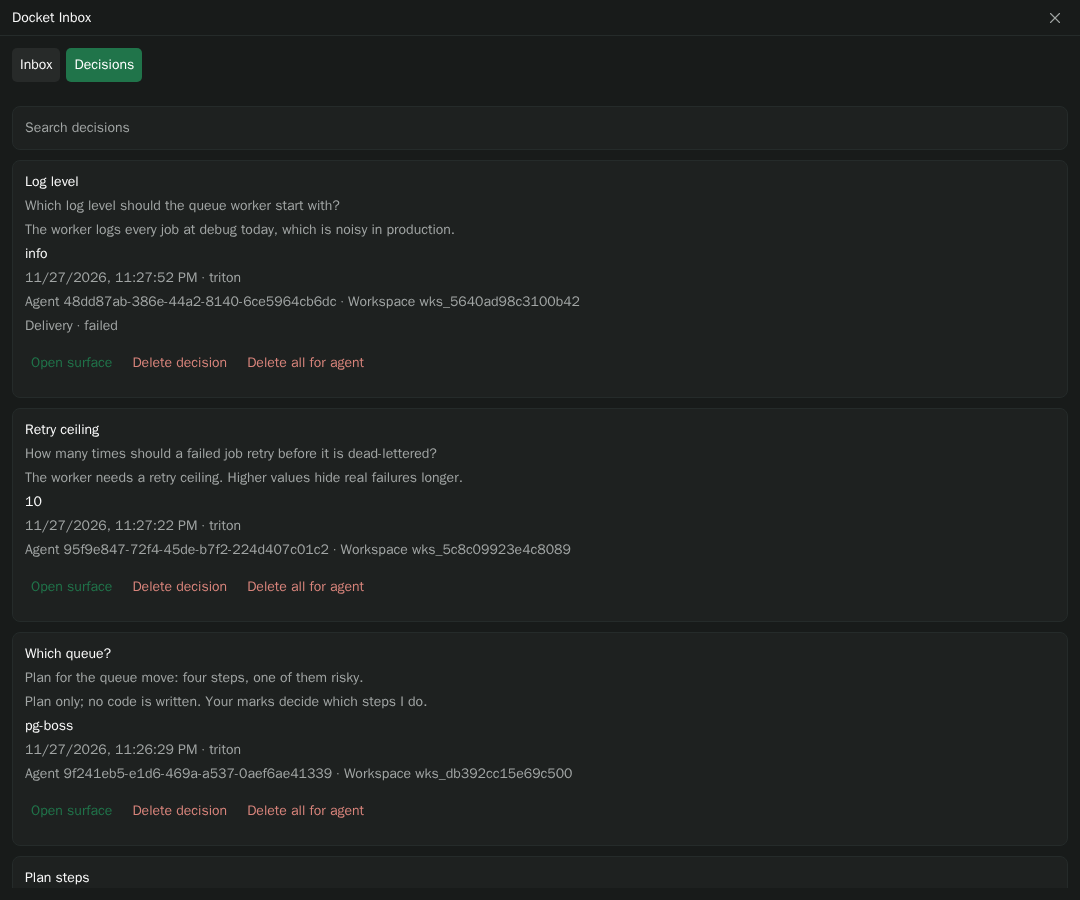 Docket Inbox
Inbox
Decisions
Search decisions
Log level
Which log level should the queue worker start with?
The worker logs every job at debug today, which is noisy in production.
info
11/27/2026, 11:27:52 PM · triton
Agent 48dd87ab-386e-44a2-8140-6ce5964cb6dc · Workspace wks_5640ad98c3100b42
Delivery · failed
Open surface Delete decision Delete all for agent
Retry ceiling
How many times should a failed job retry before it is dead-lettered?
The worker needs a retry ceiling. Higher values hide real failures longer.
10
11/27/2026, 11:27:22 PM · triton
Agent 95f9e847-72f4-45de-b7f2-224d407c01c2 · Workspace wks_5c8c09923e4c8089
Open surface Delete decision Delete all for agent
Which queue?
Plan for the queue move: four steps, one of them risky.
Plan only; no code is written. Your marks decide which steps I do.
pg-boss
11/27/2026, 11:26:29 PM · triton
Agent 9f241eb5-e1d6-469a-a537-0aef6ae41339 · Workspace wks_db392cc15e69c500
Open surface Delete decision Delete all for agent
Plan steps